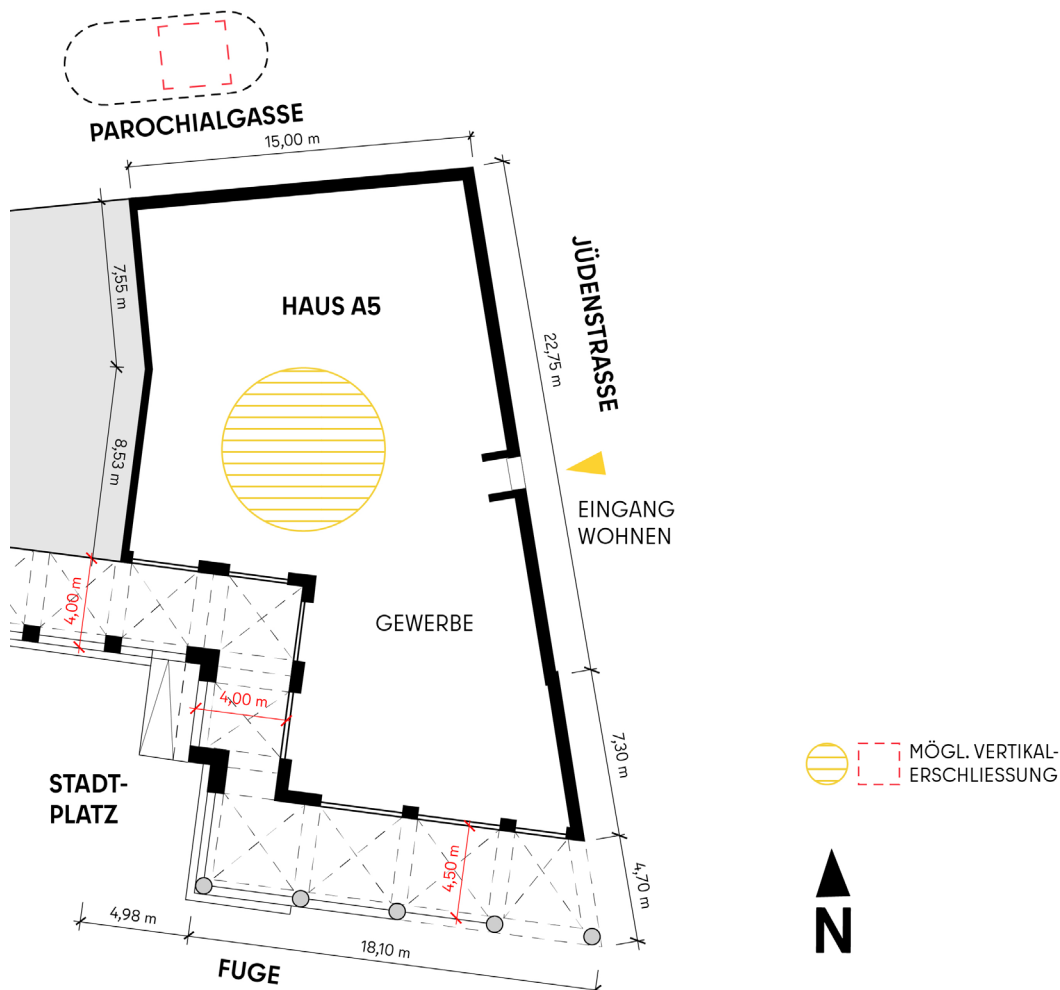 PAROCHIALGASSE
15,00 m
7,55 m
HAUS A5
JÜDENSTRASSE
22,75 m
8,53 m
EINGANG
WOHNEN
4,00 m
GEWERBE
4,00 m
7,30 m
MÖGL. VERTIKAL-
ERSCHLIESSUNG
STADT-
PLATZ
4,50 m
4,70 m
4,98 m
18,10 m
FUGE
N